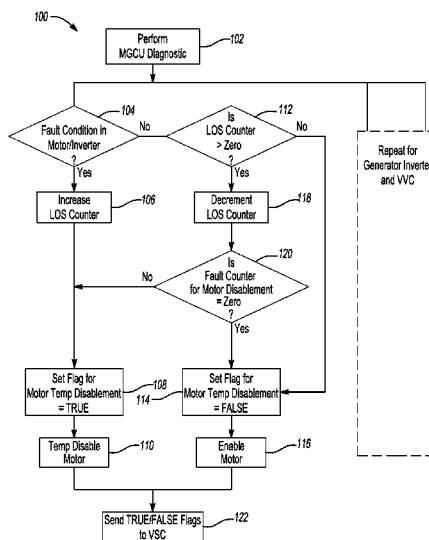 100
Perform
MGCU Diagnostic
102
104
Fault Condition in
Motor/Inverter
?
No
112
Is
LOS Counter
> Zero
?
No
Repeat for
Generator Inverter
and VVC
Yes
Yes
Increase
LOS Counter
106
Decrement
LOS Counter
118
120
Is
Fault Counter
for Motor Disablement
= Zero
?
No
Yes
Set Flag for
Motor Temp Disablement
= TRUE
108
114
Set Flag for
Motor Temp Disablement
= FALSE
Temp Disable
Motor
110
Enable
Motor
116
Send TRUE/FALSE Flags
to VSC
122